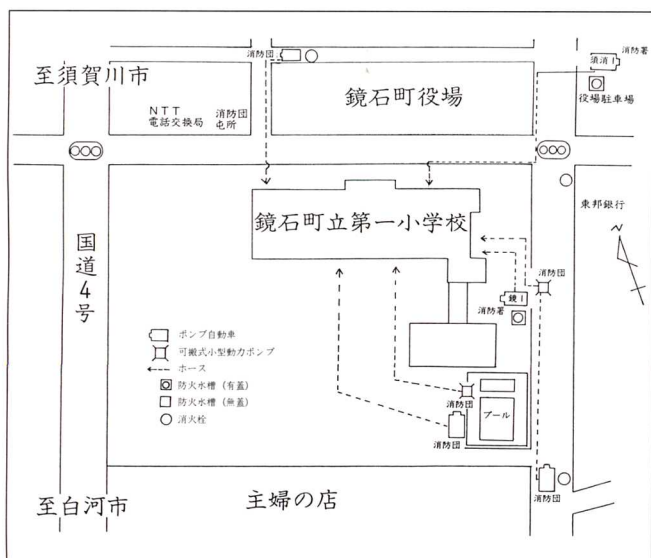 消防団
消防署
須消1
役場駐車場
至須賀川市
鏡石町役場
NTT
電話交換局
消防団
屯所
東邦銀行
N
鏡石町立第一小学校
国道4号
消防団
鏡1
消防署
ポンプ自動車
可搬式小型動力ポンプ
ホース
防火水槽(有蓋)
防火水槽(無蓋)
消火栓
消防団
プール
消防団
消防団
至白河市
主婦の店